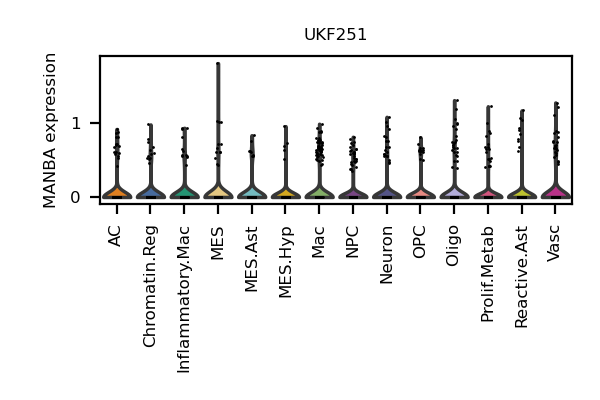 UKF251
MANBA expression
1
0
AC
Chromatin.Reg
Inflammatory.Mac
MES
MES.Ast
MES.Hyp
Mac
NPC
Neuron
OPC
Oligo
Prolif.Metab
Reactive.Ast
Vasc